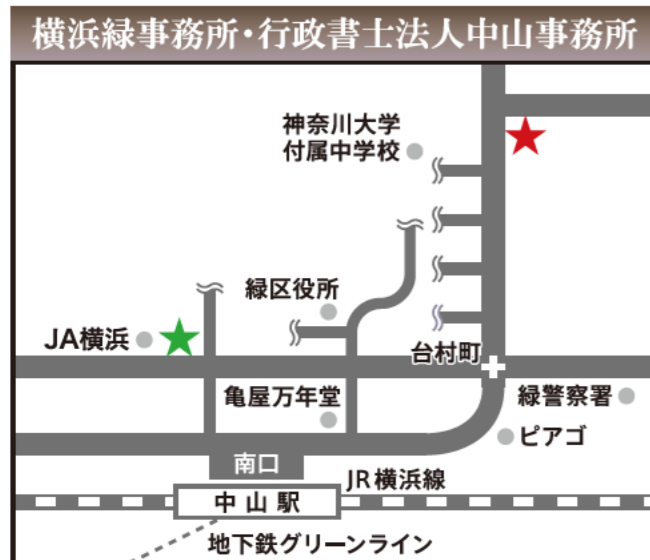 横浜緑事務所・行政書士法人中山事務所
神奈川大学
付属中学校
緑区役所
JA横浜
台村町
亀屋万年堂
緑警察署
ピアゴ
南口
JR横浜線
中山駅
地下鉄グリーンライン